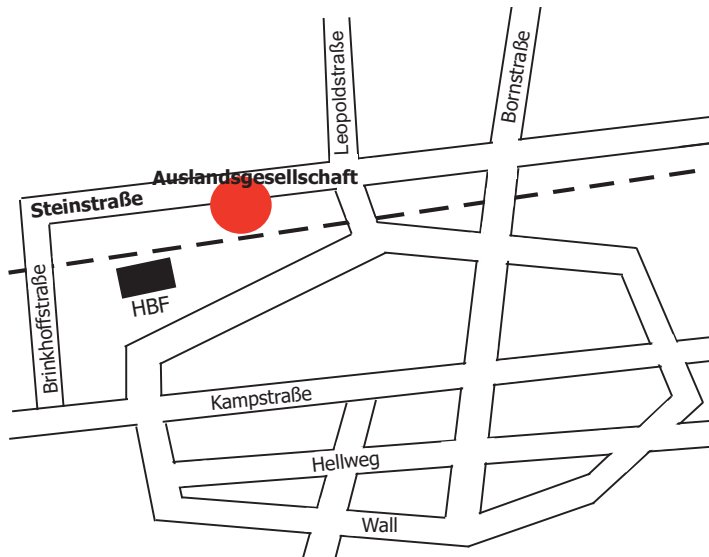 Leopoldstraße
Bornstraße
Auslandsgesellschaft
Steinstraße
Brinkhoffstraße
HBF
Kampstraße
Hellweg
Wall